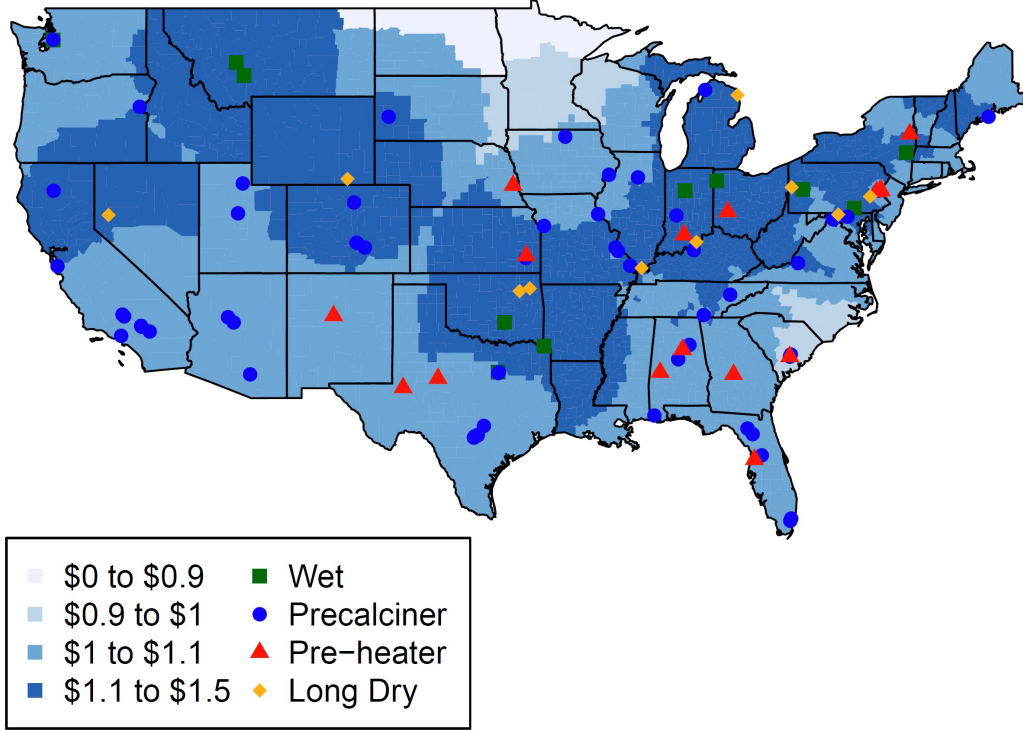 $0 to $0.9 Wet
$0.9 to $1 Precalciner
$1 to $1.1 Pre−heater
$1.1 to $1.5 Long Dry